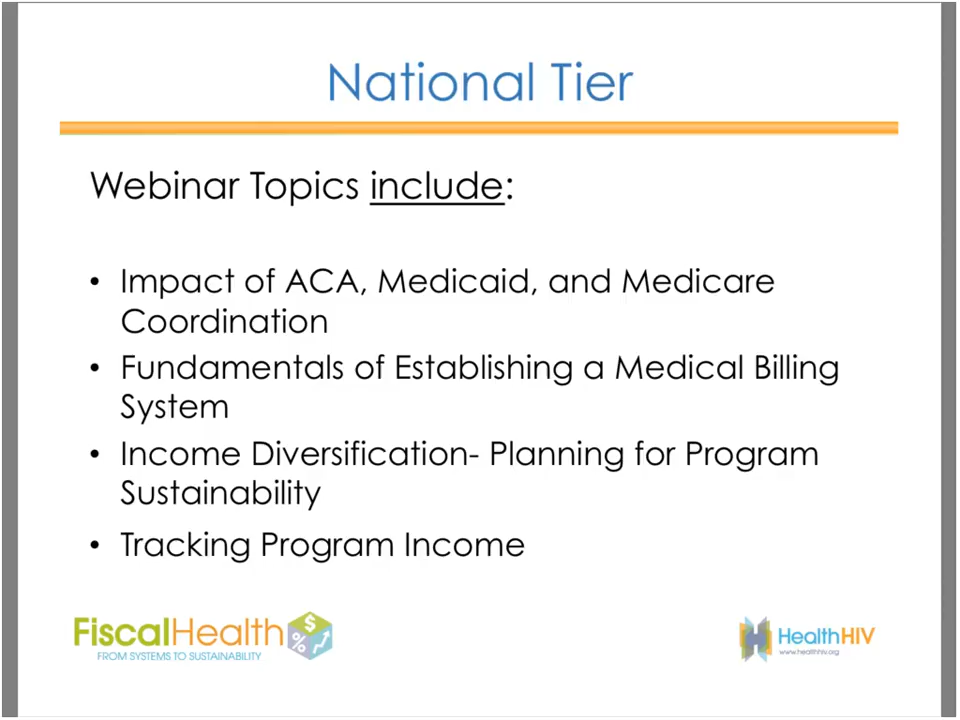 National Tier
Webinar Topics include:
• Impact of ACA, Medicaid, and Medicare
Coordination
• Fundamentals of Establishing a Medical Billing
System
• Income Diversification- Planning for Program
Sustainability
• Tracking Program Income
FiscalHealth $ %
FROM SYSTEMS TO SUSTAINABILITY
H HealthHIV
www.healthhiv.org